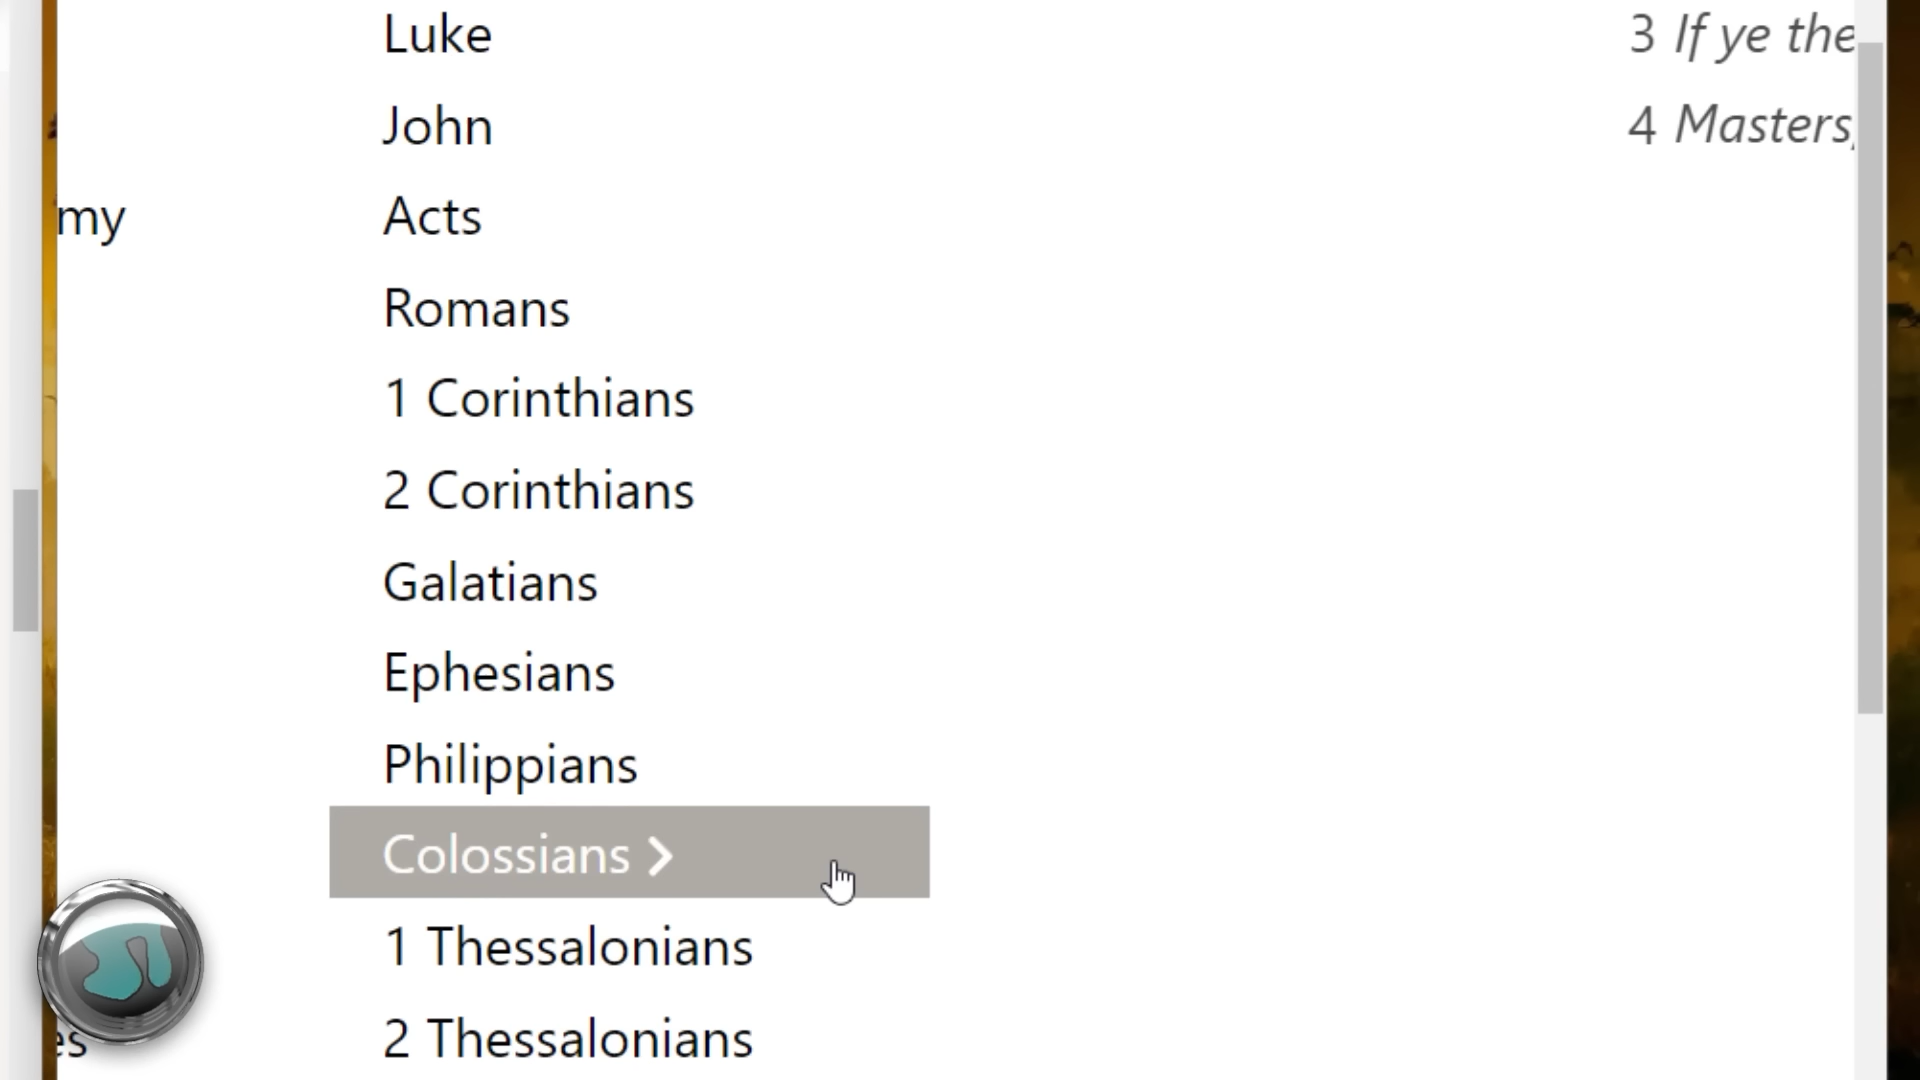 my
es
Luke
John
Acts
Romans
1 Corinthians
2 Corinthians
Galatians
Ephesians
Philippians
Colossians
1 Thessalonians
2 Thessalonians
3 If ye the
4 Masters,